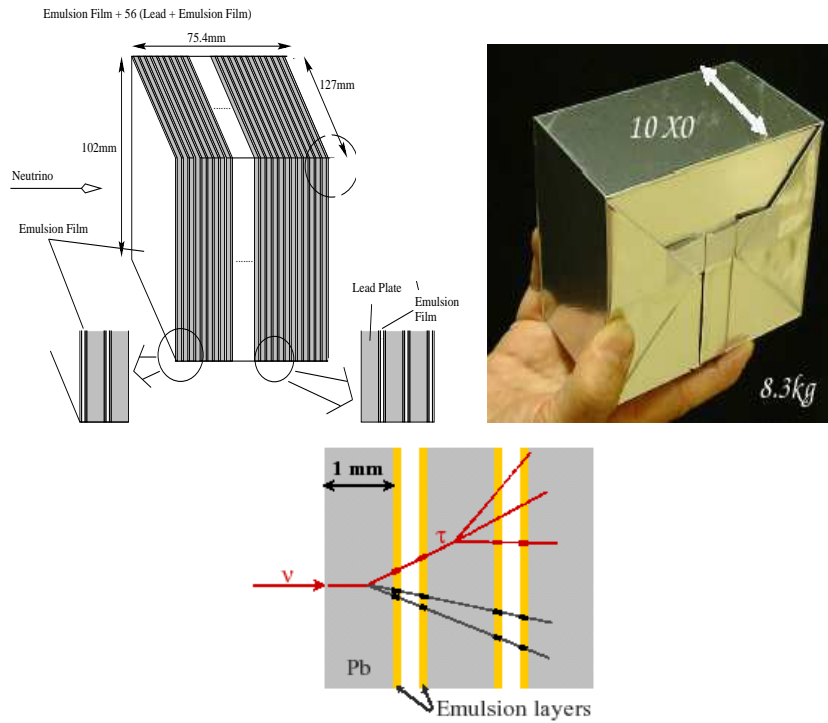 Emulsion Film + 56 (Lead + Emulsion Film)
75.4mm
127mm
102mm
Neutrino
Emulsion Film
Lead Plate
Emulsion
Film
10 X0
8.3kg
1 mm
τ
ν
Pb
Emulsion layers